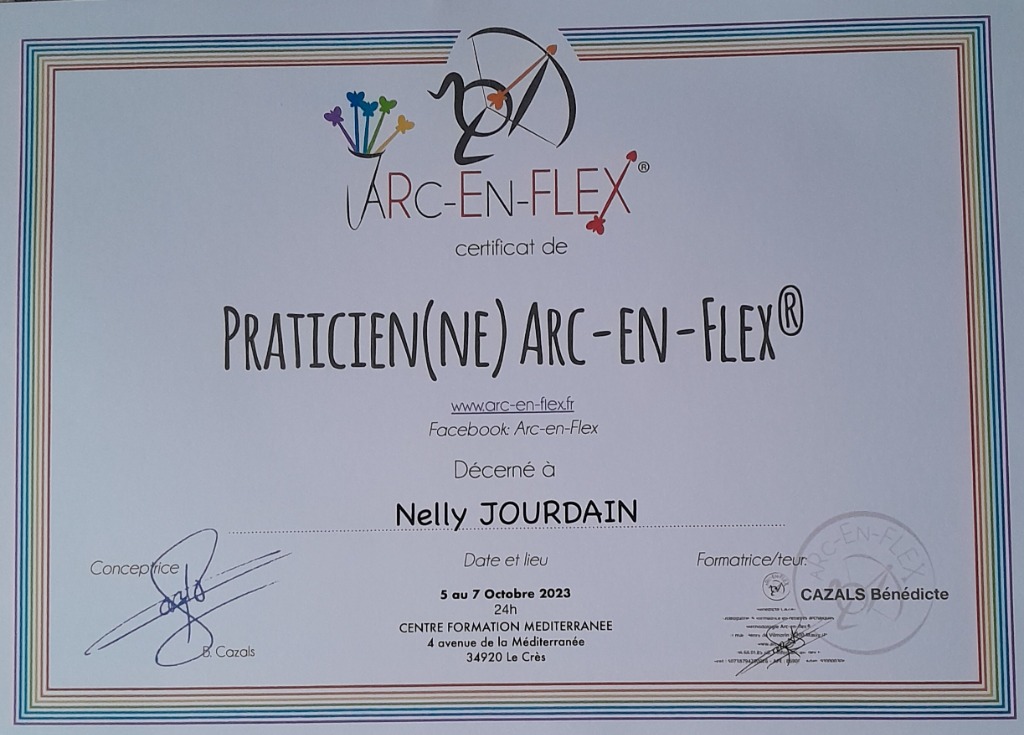 ARC-EN-FLEX®
certificat de
PRATICIEN(NE) ARC-EN-FLEX®
www.arc-en-flex.fr
Facebook: Arc-en-Flex
Décerné à
Nelly JOURDAIN
Conceptrice
B. Cazals
Date et lieu
5 au 7 Octobre 2023
24h
CENTRE FORMATION MEDITERRANEE
4 avenue de la Méditerranée
34920 Le Crès
Formatrice/teur:
ARC-EN-FLEX
CAZALS Bénédicte